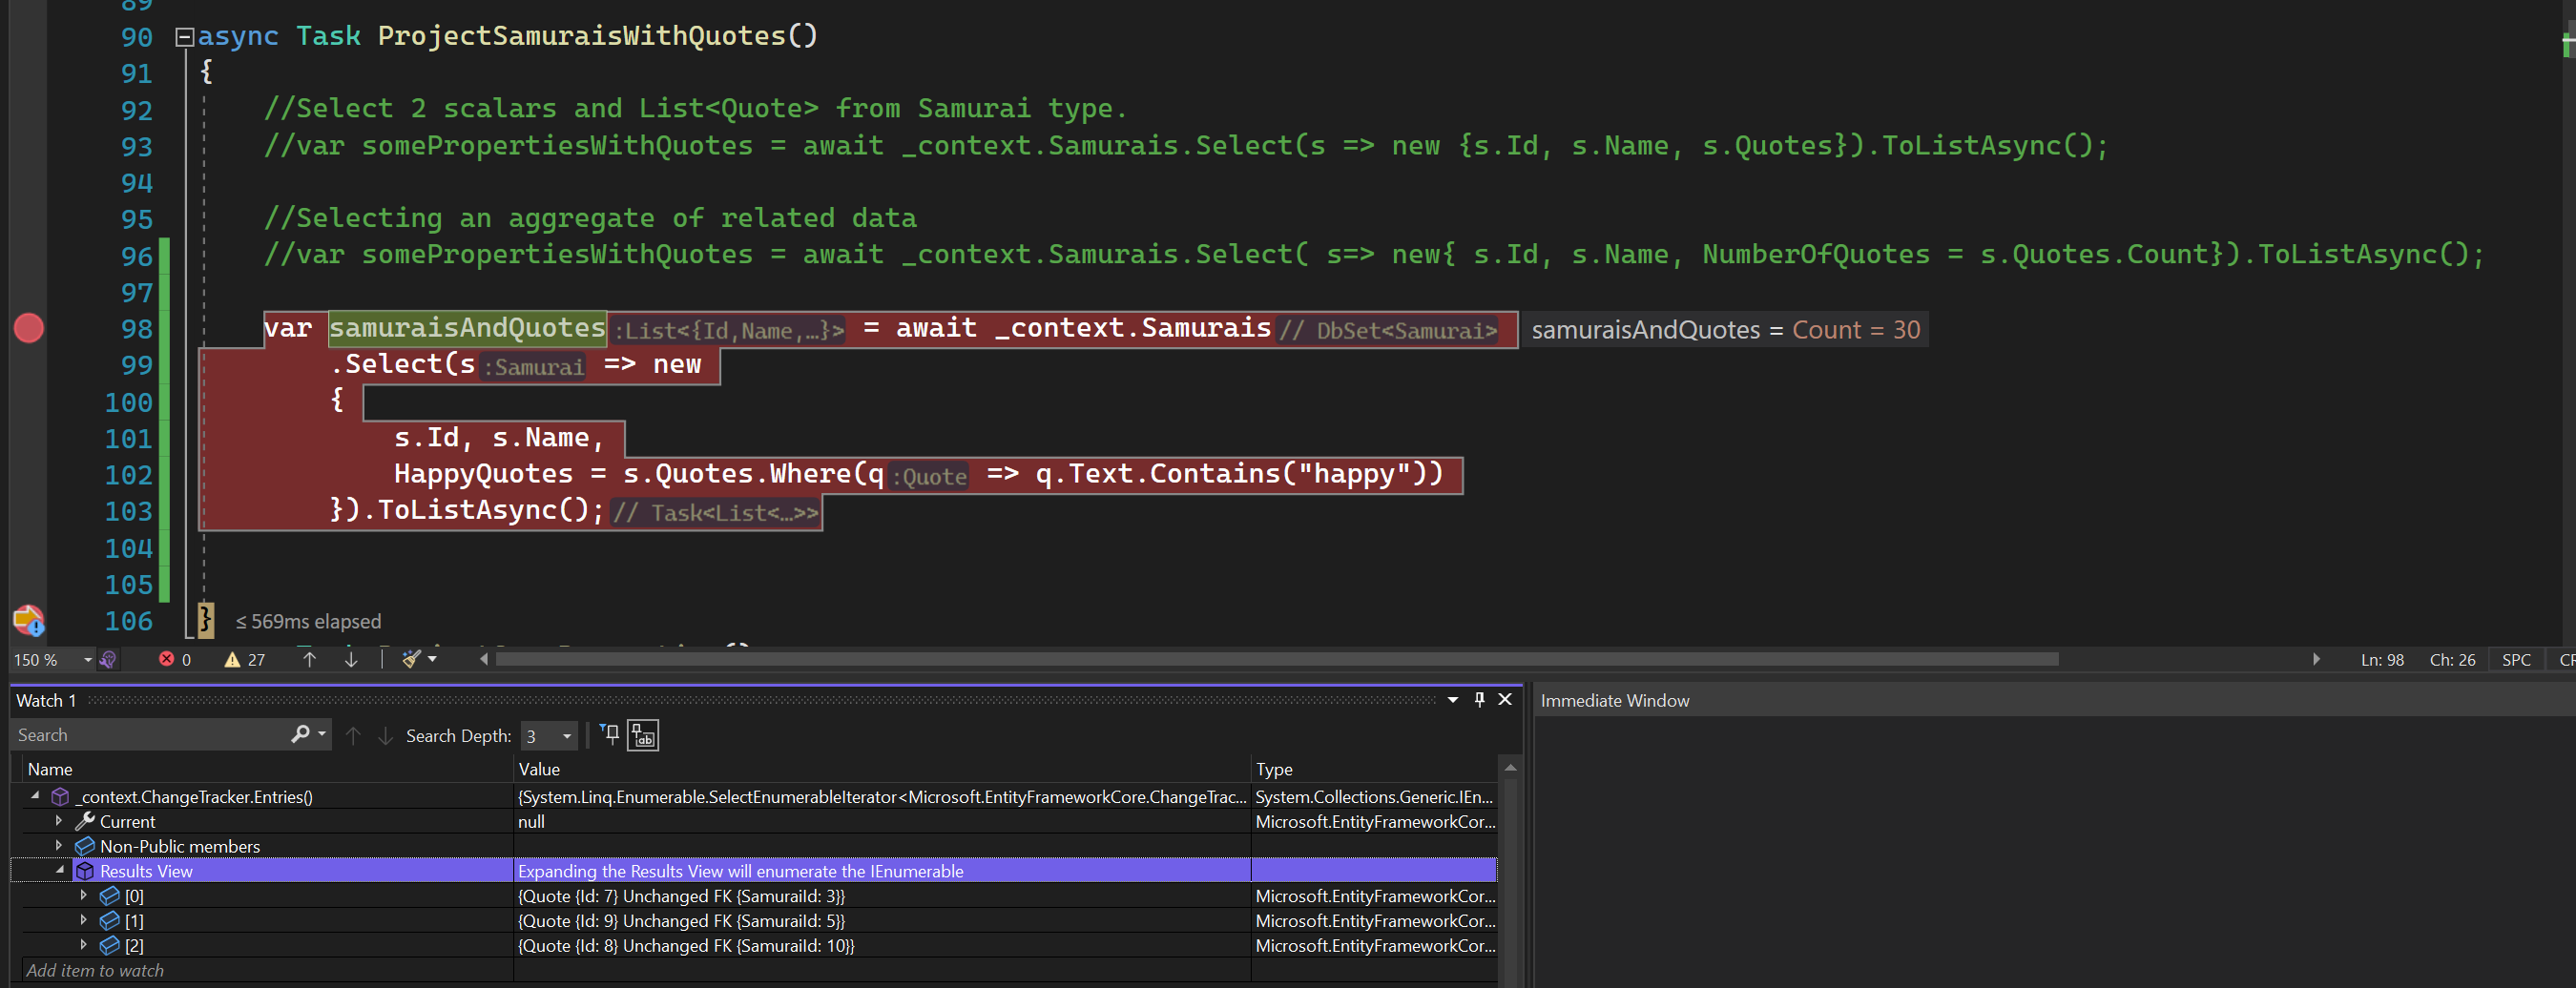 90 async Task ProjectSamuraisWithQuotes()
91 {
92 //Select 2 scalars and List<Quote> from Samurai type.
93 //var somePropertiesWithQuotes = await _context.Samurais.Select(s => new {s.Id, s.Name, s.Quotes}).ToListAsync();
94
95 //Selecting an aggregate of related data
96 //var somePropertiesWithQuotes = await _context.Samurais.Select( s=> new{ s.Id, s.Name, NumberOfQuotes = s.Quotes.Count}).ToListAsync();
97
98 var samuraisAndQuotes :List<{Id,Name,…}> = await _context.Samurais // DbSet<Samurai> samuraisAndQuotes = Count = 30
99 .Select(s :Samurai => new
100 {
101 s.Id, s.Name,
102 HappyQuotes = s.Quotes.Where(q :Quote => q.Text.Contains("happy"))
103 }).ToListAsync(); // Task<List<…>>
104
105
106 } ≤ 569ms elapsed
150 % 0 27 Ln: 98 Ch: 26 SPC
Watch 1
Immediate Window
Search Search Depth: 3
Name Value Type
_context.ChangeTracker.Entries() {System.Linq.Enumerable.SelectEnumerableIterator<Microsoft.EntityFrameworkCore.ChangeTrac... System.Collections.Generic.IEn...
Current null Microsoft.EntityFrameworkCor...
Non-Public members
Results View Expanding the Results View will enumerate the IEnumerable
[0] {Quote {Id: 7} Unchanged FK {SamuraiId: 3}} Microsoft.EntityFrameworkCor...
[1] {Quote {Id: 9} Unchanged FK {SamuraiId: 5}} Microsoft.EntityFrameworkCor...
[2] {Quote {Id: 8} Unchanged FK {SamuraiId: 10}} Microsoft.EntityFrameworkCor...
Add item to watch